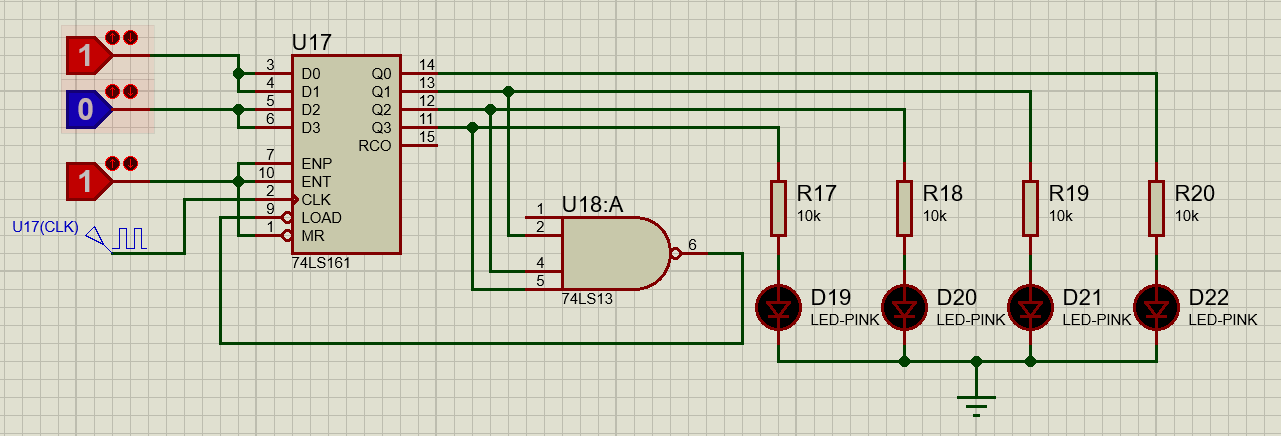 U17
1
0
1
U17(CLK)
3
4
5
6
7
10
2
9
1
D0
D1
D2
D3
ENP
ENT
CLK
LOAD
MR
Q0
Q1
Q2
Q3
RCO
14
13
12
11
15
74LS161
U18:A
1
2
4
5
6
74LS13
R17
10k
R18
10k
R19
10k
R20
10k
D19
LED-PINK
D20
LED-PINK
D21
LED-PINK
D22
LED-PINK